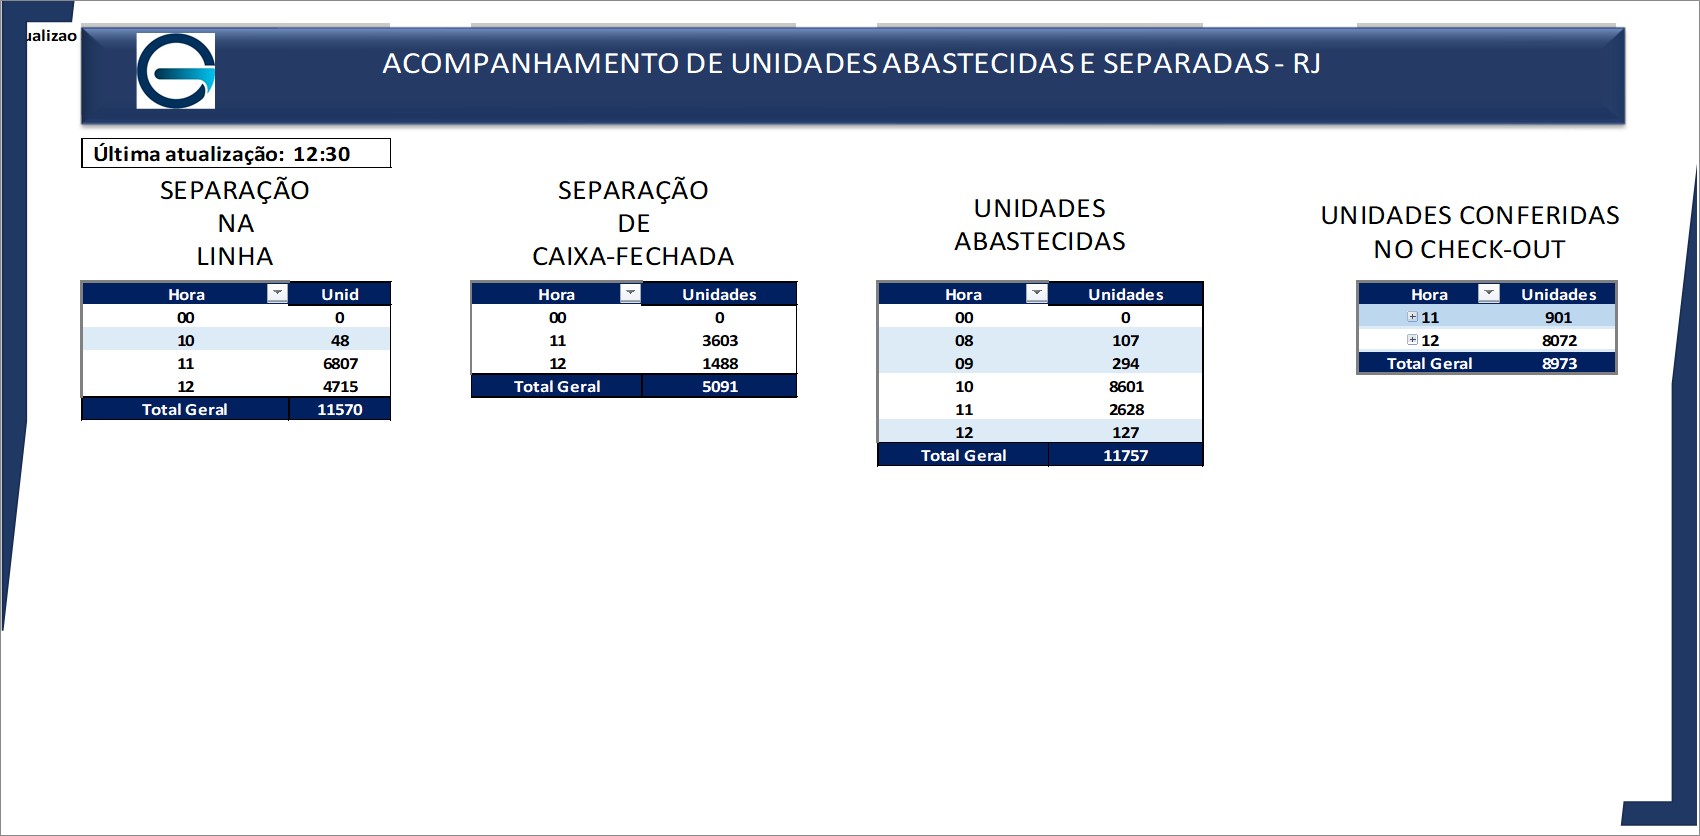 ualizao
ACOMPANHAMENTO DE UNIDADES ABASTECIDAS E SEPARADAS - RJ
Última atualização: 12:30
SEPARAÇÃO
NA
LINHA
Hora Unid
00 0
10 48
11 6807
12 4715
Total Geral 11570
SEPARAÇÃO
DE
CAIXA-FECHADA
Hora Unidades
00 0
11 3603
12 1488
Total Geral 5091
UNIDADES
ABASTECIDAS
Hora Unidades
00 0
08 107
09 294
10 8601
11 2628
12 127
Total Geral 11757
UNIDADES CONFERIDAS
NO CHECK-OUT
Hora Unidades
11 901
12 8072
Total Geral 8973